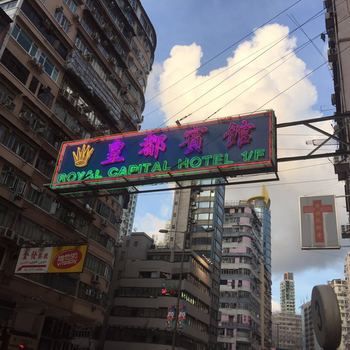 皇都賓館
ROYAL CAPITAL HOTEL 1/F